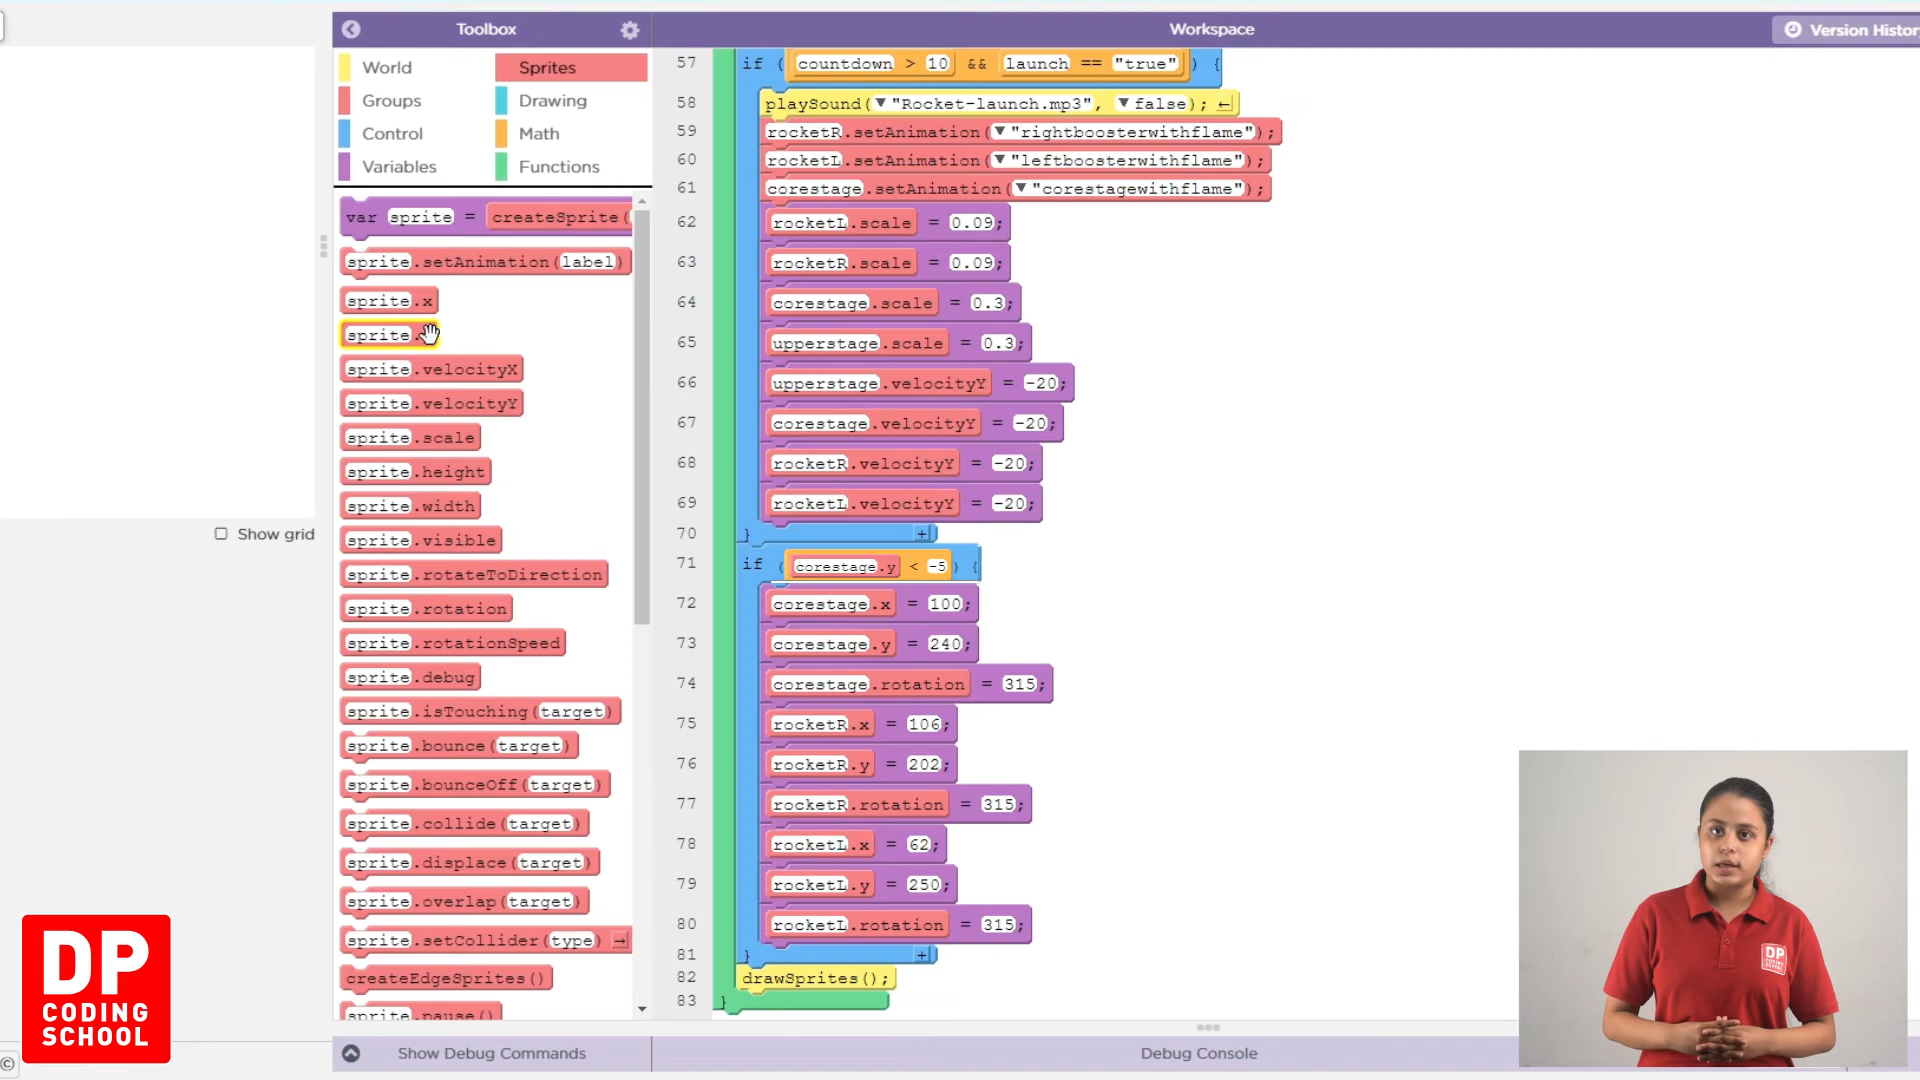 Toolbox
Workspace
Version Histor
World
Sprites
Groups
Drawing
Control
Math
Variables
Functions
var sprite = createSprite(
sprite.setAnimation(label)
sprite.x
sprite.
sprite.velocityX
sprite.velocityY
sprite.scale
sprite.height
sprite.width
sprite.visible
sprite.rotateToDirection
sprite.rotation
sprite.rotationSpeed
sprite.debug
sprite.isTouching(target)
sprite.bounce(target)
sprite.bounceOff(target)
sprite.collide(target)
sprite.displace(target)
sprite.overlap(target)
sprite.setCollider(type) →
createEdgeSprites()
sprite.pause()
57 if ( countdown > 10 && launch == "true" ) {
58 playSound( ▼ "Rocket-launch.mp3", ▼ false); ←
59 rocketR.setAnimation( ▼ "rightboosterwithflame");
60 rocketL.setAnimation( ▼ "leftboosterwithflame");
61 corestage.setAnimation( ▼ "corestagewithflame");
62 rocketL.scale = 0.09;
63 rocketR.scale = 0.09;
64 corestage.scale = 0.3;
65 upperstage.scale = 0.3;
66 upperstage.velocityY = -20;
67 corestage.velocityY = -20;
68 rocketR.velocityY = -20;
69 rocketL.velocityY = -20;
70 } +
71 if ( corestage.y < -5 ) {
72 corestage.x = 100;
73 corestage.y = 240;
74 corestage.rotation = 315;
75 rocketR.x = 106;
76 rocketR.y = 202;
77 rocketR.rotation = 315;
78 rocketL.x = 62;
79 rocketL.y = 250;
80 rocketL.rotation = 315;
81 } +
82 drawSprites();
83 }
Show grid
Show Debug Commands
Debug Console
DP
CODING
SCHOOL
©
DP
CODING
SCHOOL